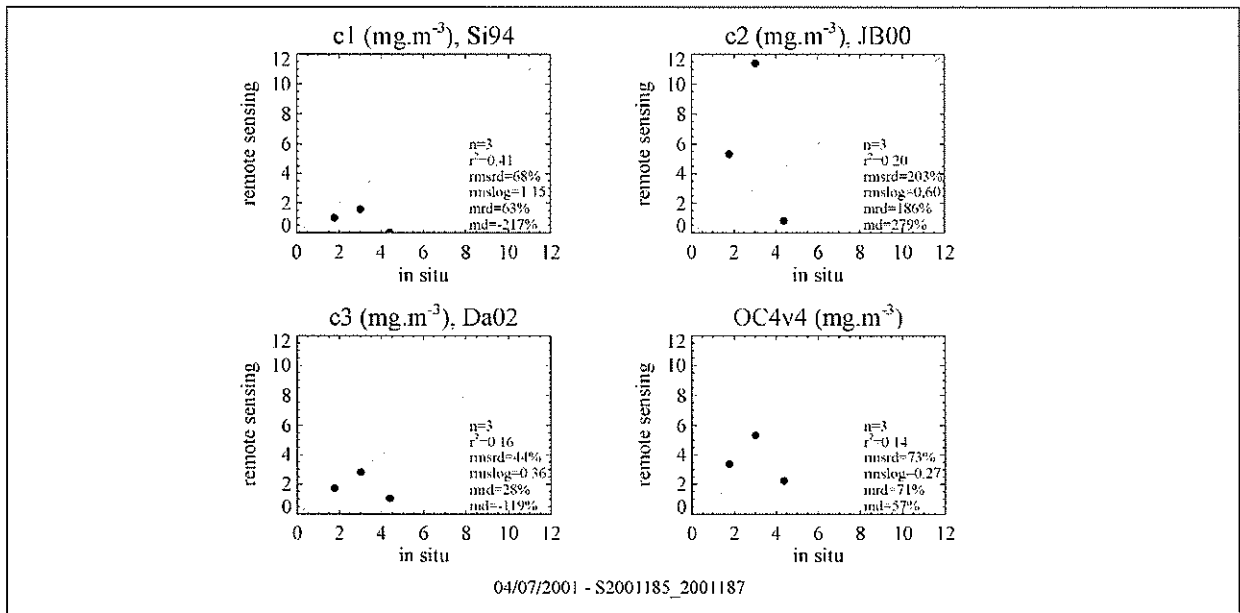 c1 (mg.m-3), Si94
12
10
8
6
4
2
0
remote sensing
n=3
r2=0.41
rmsrd=68%
rmslog=1.15
mrd=63%
md=-217%
0 2 4 6 8 10 12
in situ
c2 (mg.m-3), JB00
12
10
8
6
4
2
0
remote sensing
n=3
r2=0.20
rmsrd=203%
rmslog=0.60
mrd=186%
md=279%
0 2 4 6 8 10 12
in situ
c3 (mg.m-3), Da02
12
10
8
6
4
2
0
remote sensing
n=3
r2=0.16
rmsrd=44%
rmslog=0.36
mrd=28%
md=-119%
0 2 4 6 8 10 12
in situ
OC4v4 (mg.m-3)
12
10
8
6
4
2
0
remote sensing
n=3
r2=0.14
rmsrd=73%
rmslog=0.27
mrd=71%
md=57%
0 2 4 6 8 10 12
in situ
04/07/2001 - S2001185_2001187